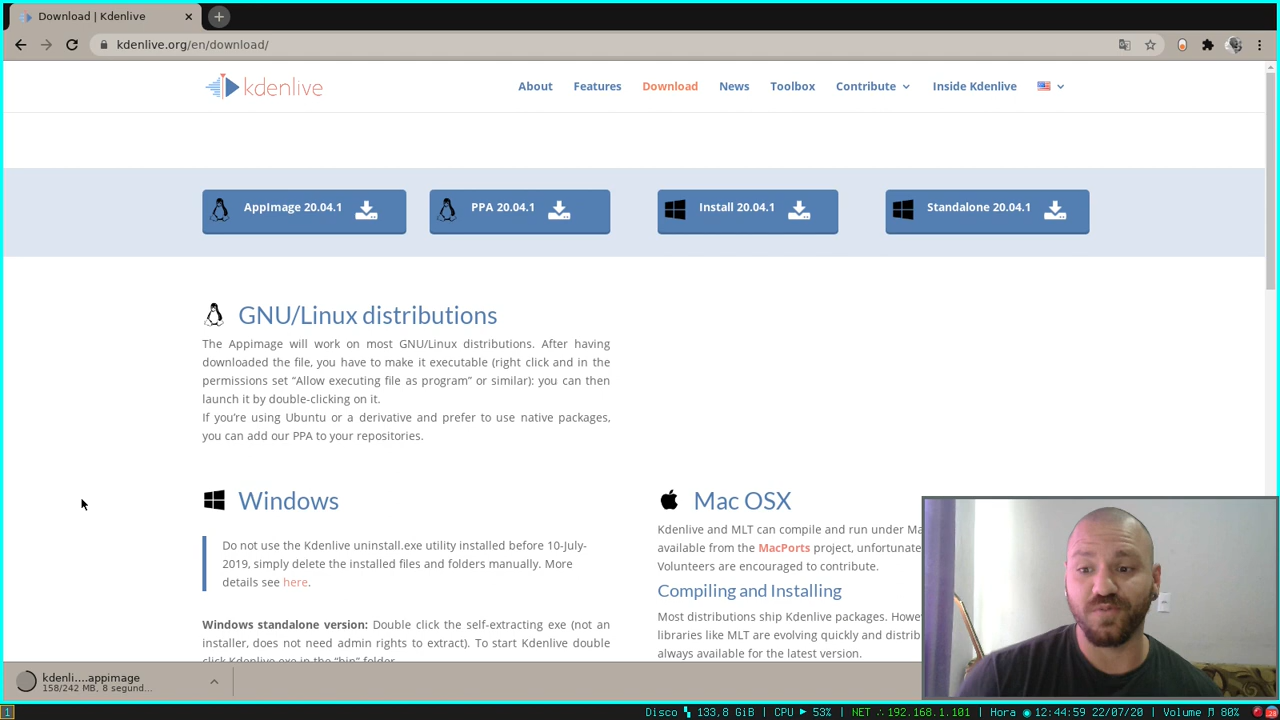 Download | Kdenlive
kdenlive.org/en/download/
kdenlive
About Features Download News Toolbox Contribute Inside Kdenlive
AppImage 20.04.1 PPA 20.04.1 Install 20.04.1 Standalone 20.04.1
GNU/Linux distributions
The Appimage will work on most GNU/Linux distributions. After having
downloaded the file, you have to make it executable (right click and in the
permissions set “Allow executing file as program” or similar): you can then
launch it by double-clicking on it.
If you’re using Ubuntu or a derivative and prefer to use native packages,
you can add our PPA to your repositories.
Windows
Do not use the Kdenlive uninstall.exe utility installed before 10-July-
2019, simply delete the installed files and folders manually. More
details see here.
Windows standalone version: Double click the self-extracting exe (not an
installer, does not need admin rights to extract). To start Kdenlive double
click Kdenlive.exe in the “bin” folder.
Mac OSX
Kdenlive and MLT can compile and run under Ma
available from the MacPorts project, unfortunate
Volunteers are encouraged to contribute.
Compiling and Installing
Most distributions ship Kdenlive packages. Howev
libraries like MLT are evolving quickly and distrib
always available for the latest version.
kdenli....appimage
158/242 MB, 8 segund...
1
Disco 133,8 GiB | CPU ► 53% | NET 192.168.1.101 | Hora 12:44:59 22/07/20 | Volume 80%